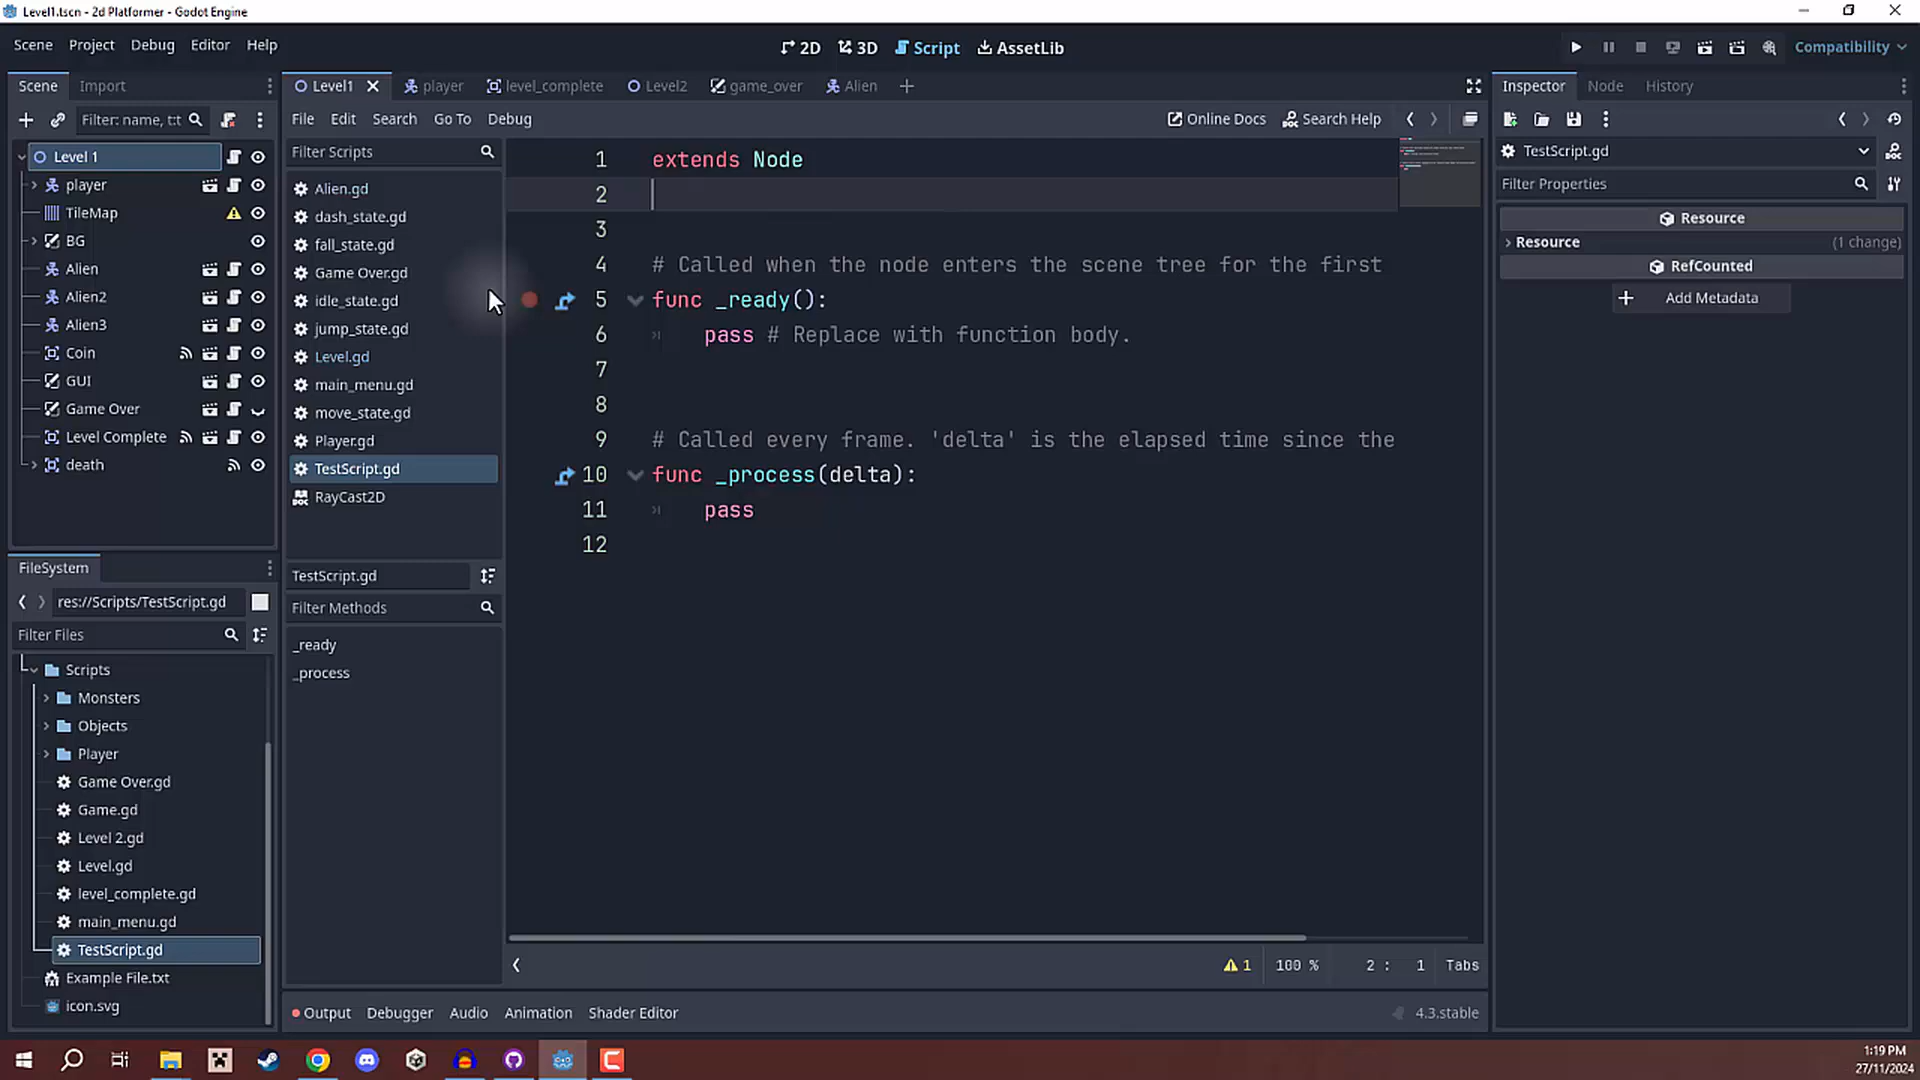 Level1.tscn - 2d Platformer - Godot Engine
Scene Project Debug Editor Help
2D 3D Script AssetLib
Compatibility
Scene Import
Level1 player level_complete Level2 game_over Alien
Inspector Node History
Filter: name, t:t
File Edit Search Go To Debug
Online Docs Search Help
Level 1
player
TileMap
BG
Alien
Alien2
Alien3
Coin
GUI
Game Over
Level Complete
death
Filter Scripts
Alien.gd
dash_state.gd
fall_state.gd
Game Over.gd
idle_state.gd
jump_state.gd
Level.gd
main_menu.gd
move_state.gd
Player.gd
TestScript.gd
RayCast2D
TestScript.gd
Filter Methods
_ready
_process
1 extends Node
2
3
4 # Called when the node enters the scene tree for the first
5 func _ready():
6 pass # Replace with function body.
7
8
9 # Called every frame. 'delta' is the elapsed time since the
10 func _process(delta):
11 pass
12
1 100 % 2 : 1 Tabs
TestScript.gd
Filter Properties
Resource
Resource (1 change)
RefCounted
Add Metadata
FileSystem
res://Scripts/TestScript.gd
Filter Files
Scripts
Monsters
Objects
Player
Game Over.gd
Game.gd
Level 2.gd
Level.gd
level_complete.gd
main_menu.gd
TestScript.gd
Example File.txt
icon.svg
Output Debugger Audio Animation Shader Editor
4.3.stable
1:19 PM
27/11/2024